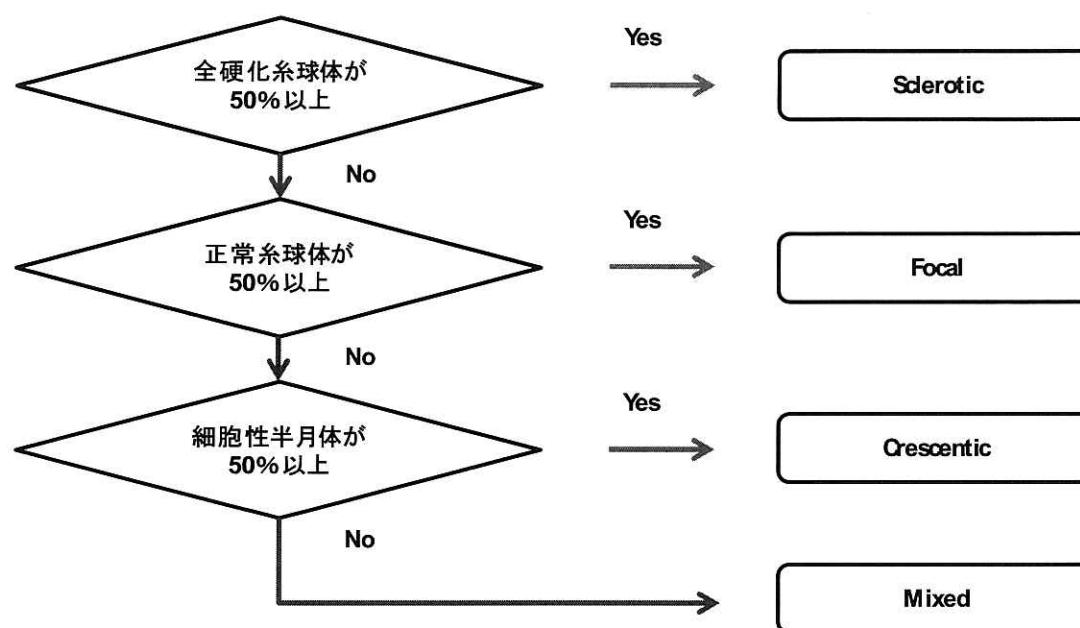 全硬化糸球体が
50%以上
Yes
Sclerotic
No
正常糸球体が
50%以上
Yes
Focal
No
細胞性半月体が
50%以上
Yes
Crescentic
No
Mixed